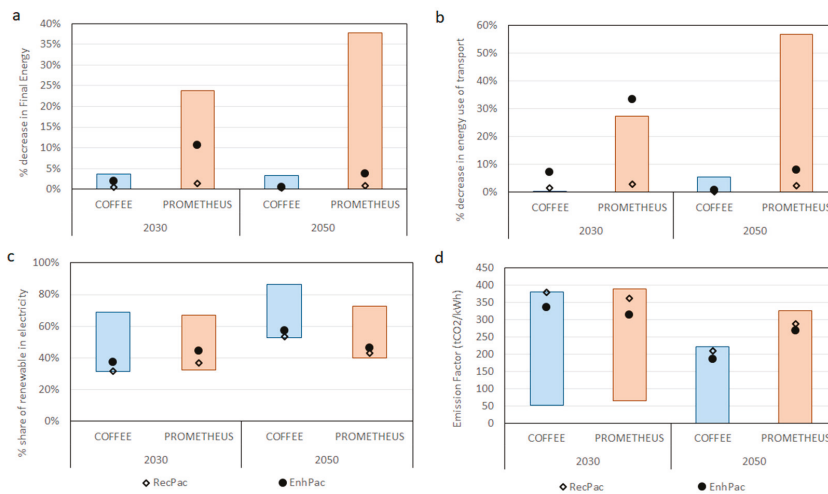 a
40%
35%
30%
25%
20%
15%
10%
5%
0%
% decrease in Final Energy
COFFEE PROMETHEUS COFFEE PROMETHEUS
2030 2050
b
60%
50%
40%
30%
20%
10%
0%
% decrease in energy use of transport
COFFEE PROMETHEUS COFFEE PROMETHEUS
2030 2050
c
100%
80%
60%
40%
20%
0%
% share of renewable in electricity
COFFEE PROMETHEUS COFFEE PROMETHEUS
2030 2050
RecPac EnhPac
d
450
400
350
300
250
200
150
100
50
0
Emission Factor (tCO2/kWh)
COFFEE PROMETHEUS COFFEE PROMETHEUS
2030 2050
RecPac EnhPac